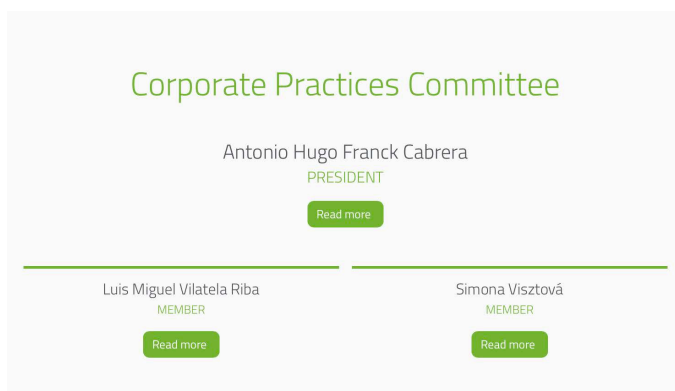 Corporate Practices Committee
Antonio Hugo Franck Cabrera
PRESIDENT
Read more
Luis Miguel Vilatela Riba
MEMBER
Read more
Simona Visztová
MEMBER
Read more